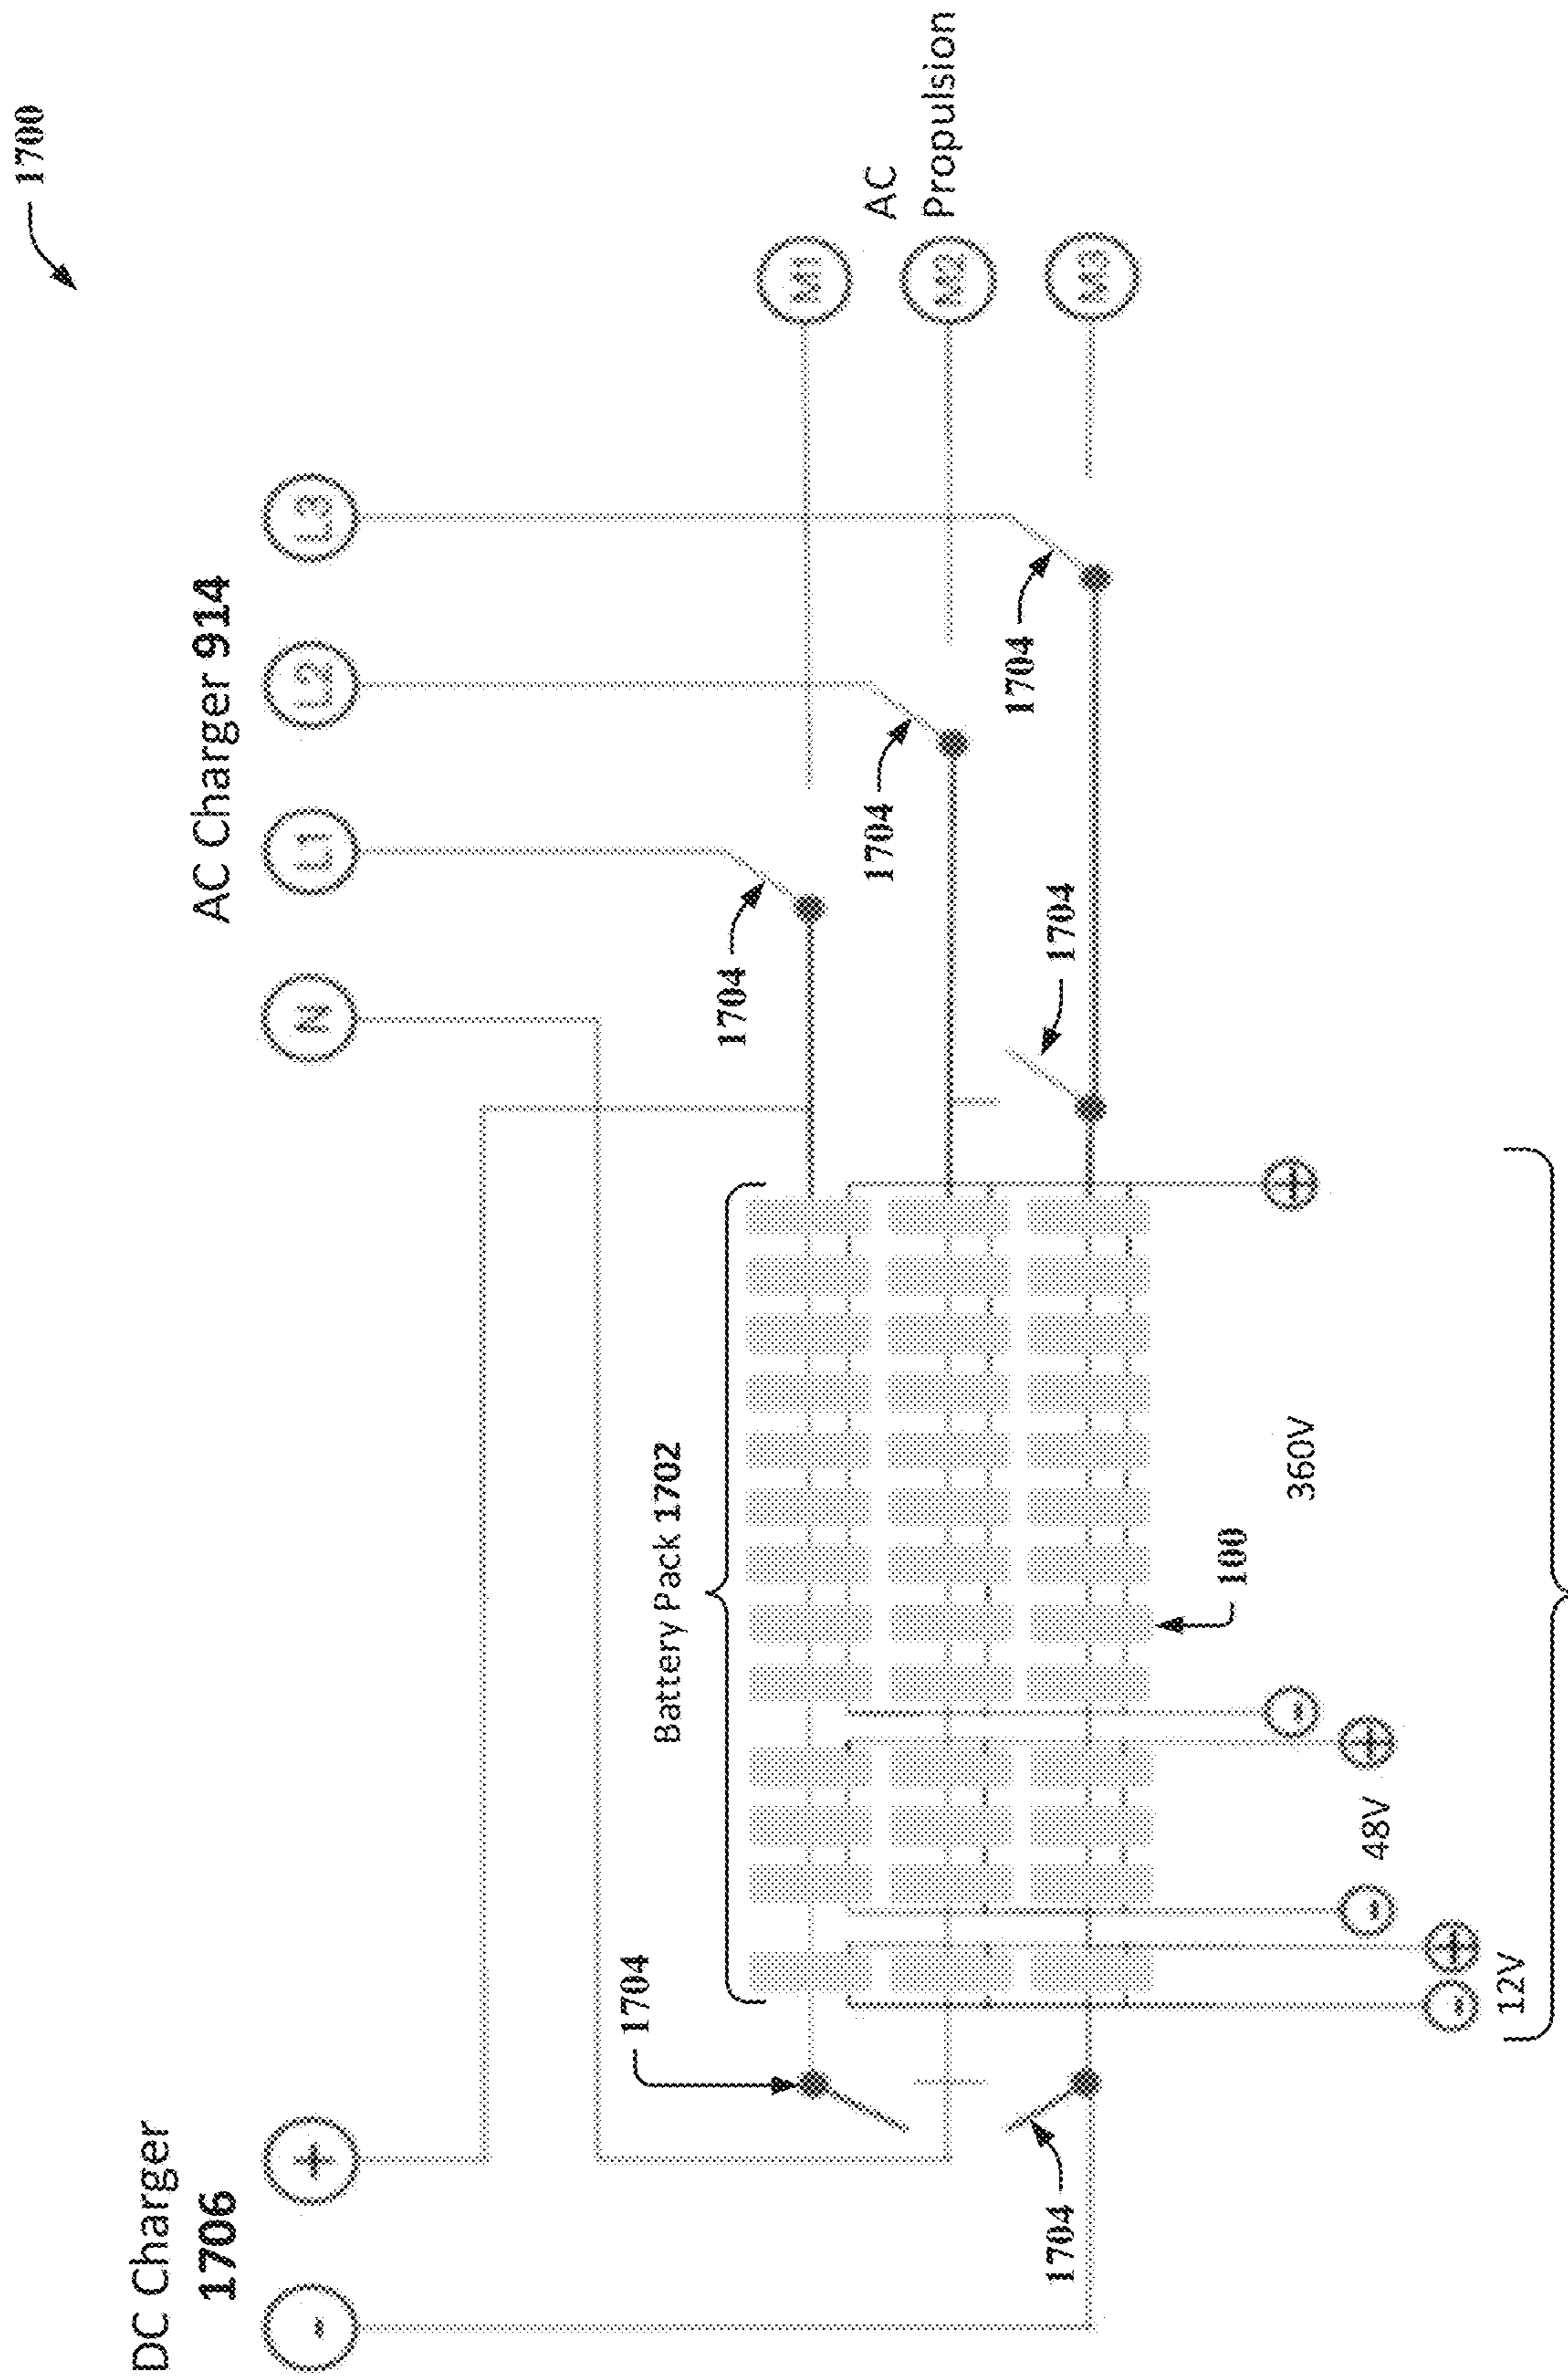 1700
DC Charger
1706
AC Charger 914
- + N L1 L2 L3
1704
Battery Pack 1702
1704
M1
1704
AC
M2
Propulsion
1704
1704
1704
M3
100
- 360V +
- 48V +
- +
12V